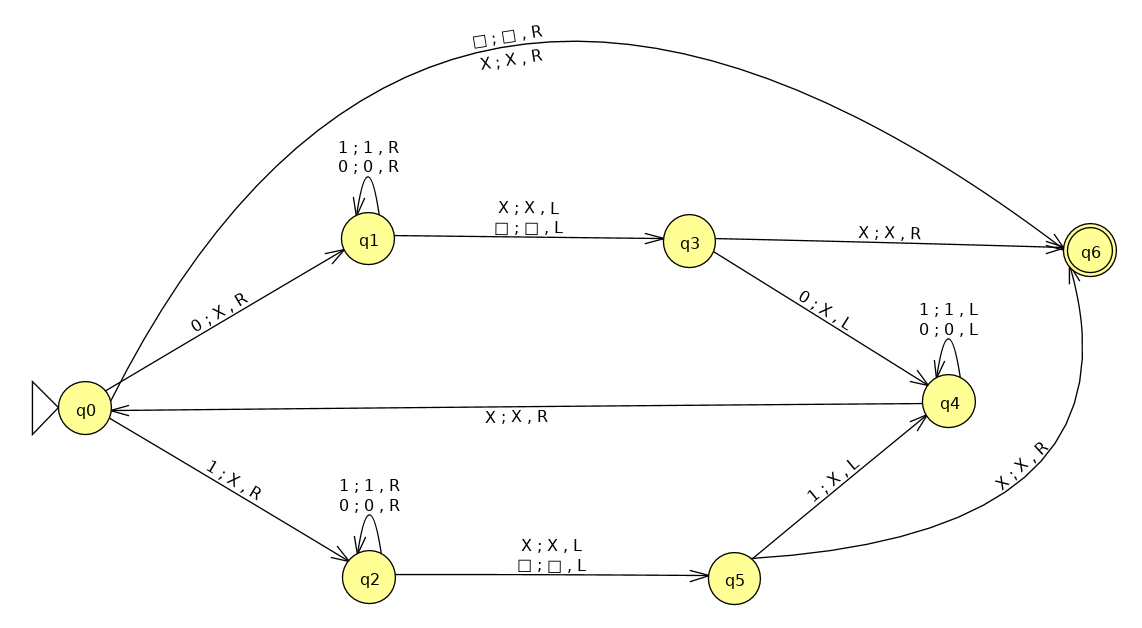 □ ; □ , R
X ; X , R
1 ; 1 , R
0 ; 0 , R
q1
X ; X , L
□ ; □ , L
q3
X ; X , R
q6
0 ; X , R
0 ; X , L
1 ; 1 , L
0 ; 0 , L
q0
X ; X , R
q4
1 ; X , R
1 ; 1 , R
0 ; 0 , R
q2
X ; X , L
□ ; □ , L
q5
1 ; X , L
X ; X , R